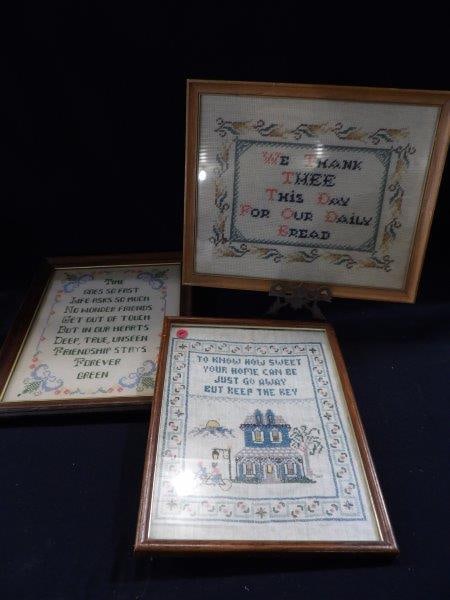 We Thank
THEE
This Day
For Our Daily
Bread
Time
goes so fast
Life asks so much
No wonder Friends
Get out of touch
But in our hearts
Deep, true, unseen
Friendship stays
Forever
green
TO KNOW HOW SWEET
YOUR HOME CAN BE
JUST GO AWAY
BUT KEEP THE KEY